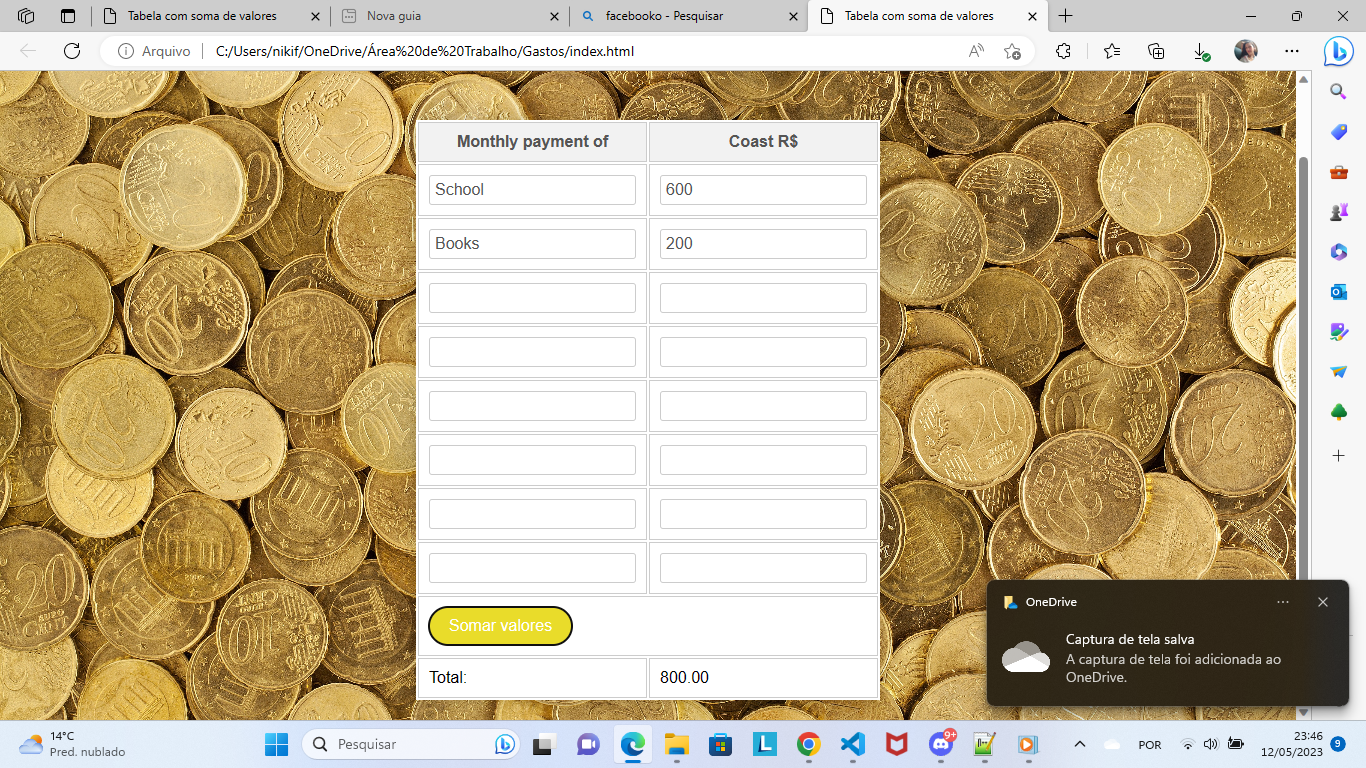 Tabela com soma de valores
Nova guia
facebooko - Pesquisar
Tabela com soma de valores
Arquivo
C:/Users/nikif/OneDrive/Área%20de%20Trabalho/Gastos/index.html
Monthly payment of
Coast R$
School
600
Books
200
Somar valores
Total:
800.00
OneDrive
Captura de tela salva
A captura de tela foi adicionada ao
OneDrive.
14°C
Pred. nublado
Pesquisar
9+
POR
23:46
12/05/2023
9